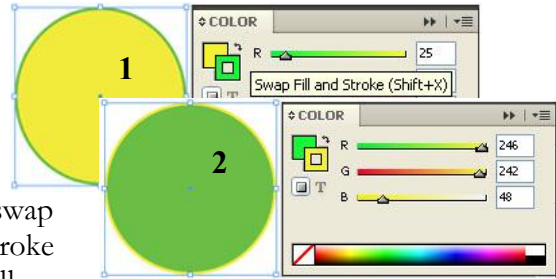 COLOR
1
R 25
Swap Fill and Stroke (Shift+X)
T
COLOR
2
R 246
T
G 242
B 48
swap
roke